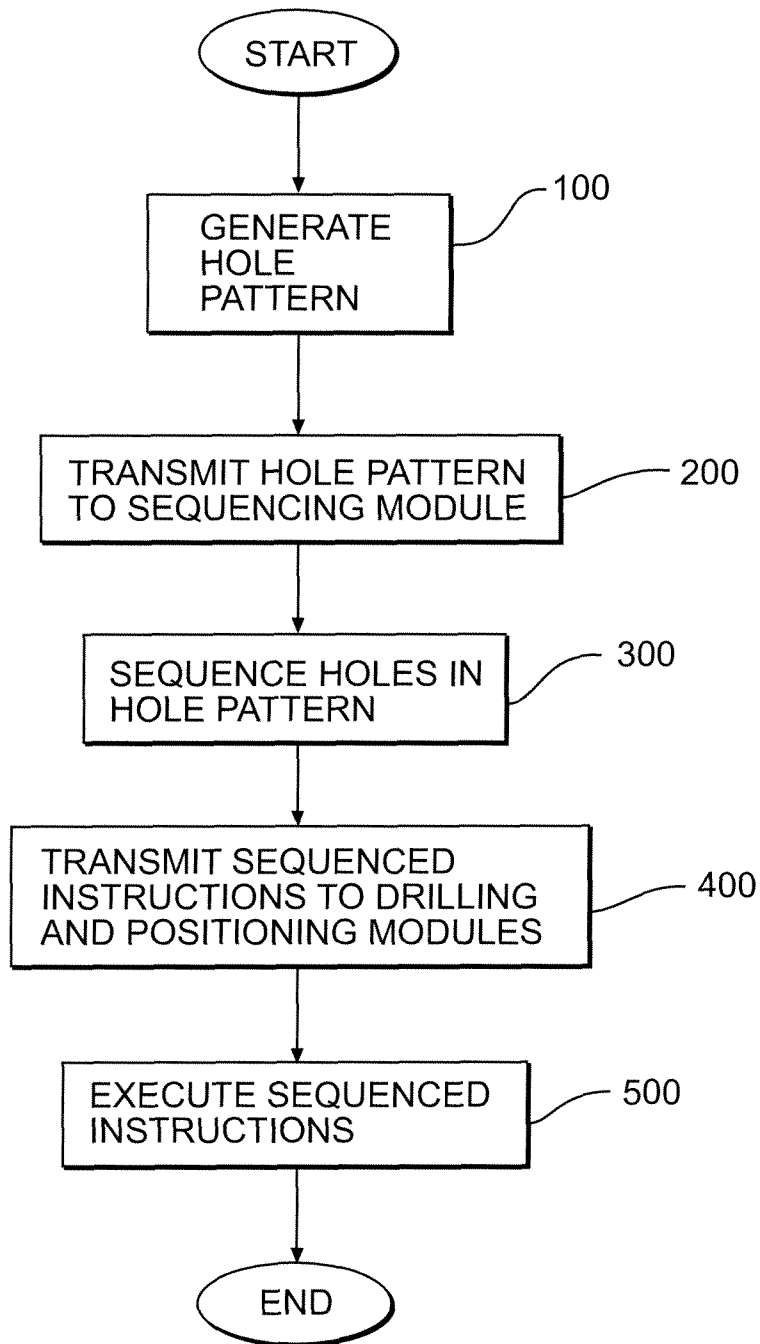 START
100
GENERATE
HOLE
PATTERN
TRANSMIT HOLE PATTERN
TO SEQUENCING MODULE
200
SEQUENCE HOLES IN
HOLE PATTERN
300
TRANSMIT SEQUENCED
INSTRUCTIONS TO DRILLING
AND POSITIONING MODULES
400
EXECUTE SEQUENCED
INSTRUCTIONS
500
END